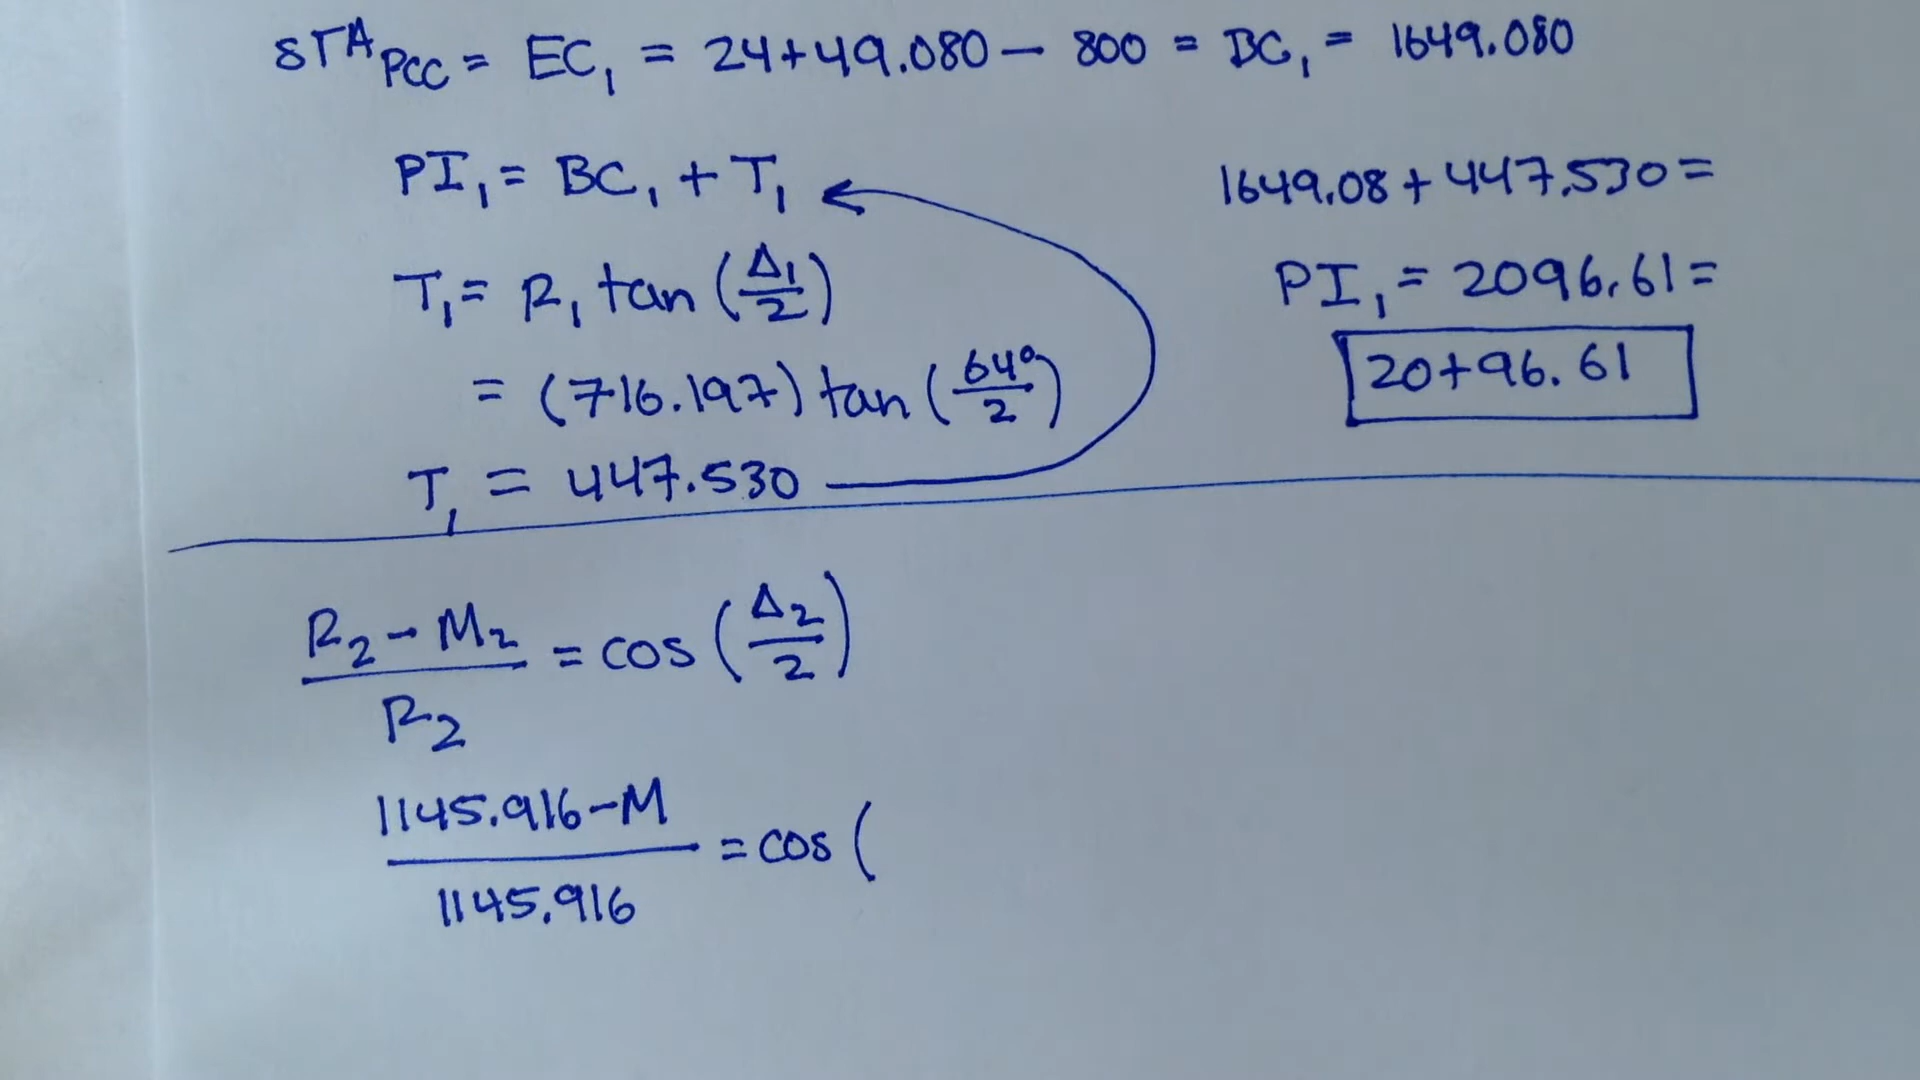 STA PCC = EC₁ = 24+49.080 - 800 = BC₁ = 1649.080
PI₁ = BC₁ + T₁
1649.08 + 447.530 =
T₁ = R₁ tan (Δ₁/2)
PI₁ = 2096.61 =
= (716.197) tan (64°/2)
20+96.61
T₁ = 447.530
(R₂ - M₂)/R₂ = cos (Δ₂/2)
(1145.916 - M)/1145.916 = cos (